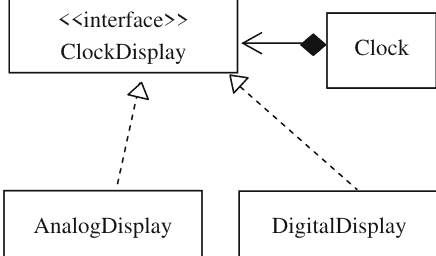 <<interface>>
ClockDisplay
Clock
AnalogDisplay
DigitalDisplay